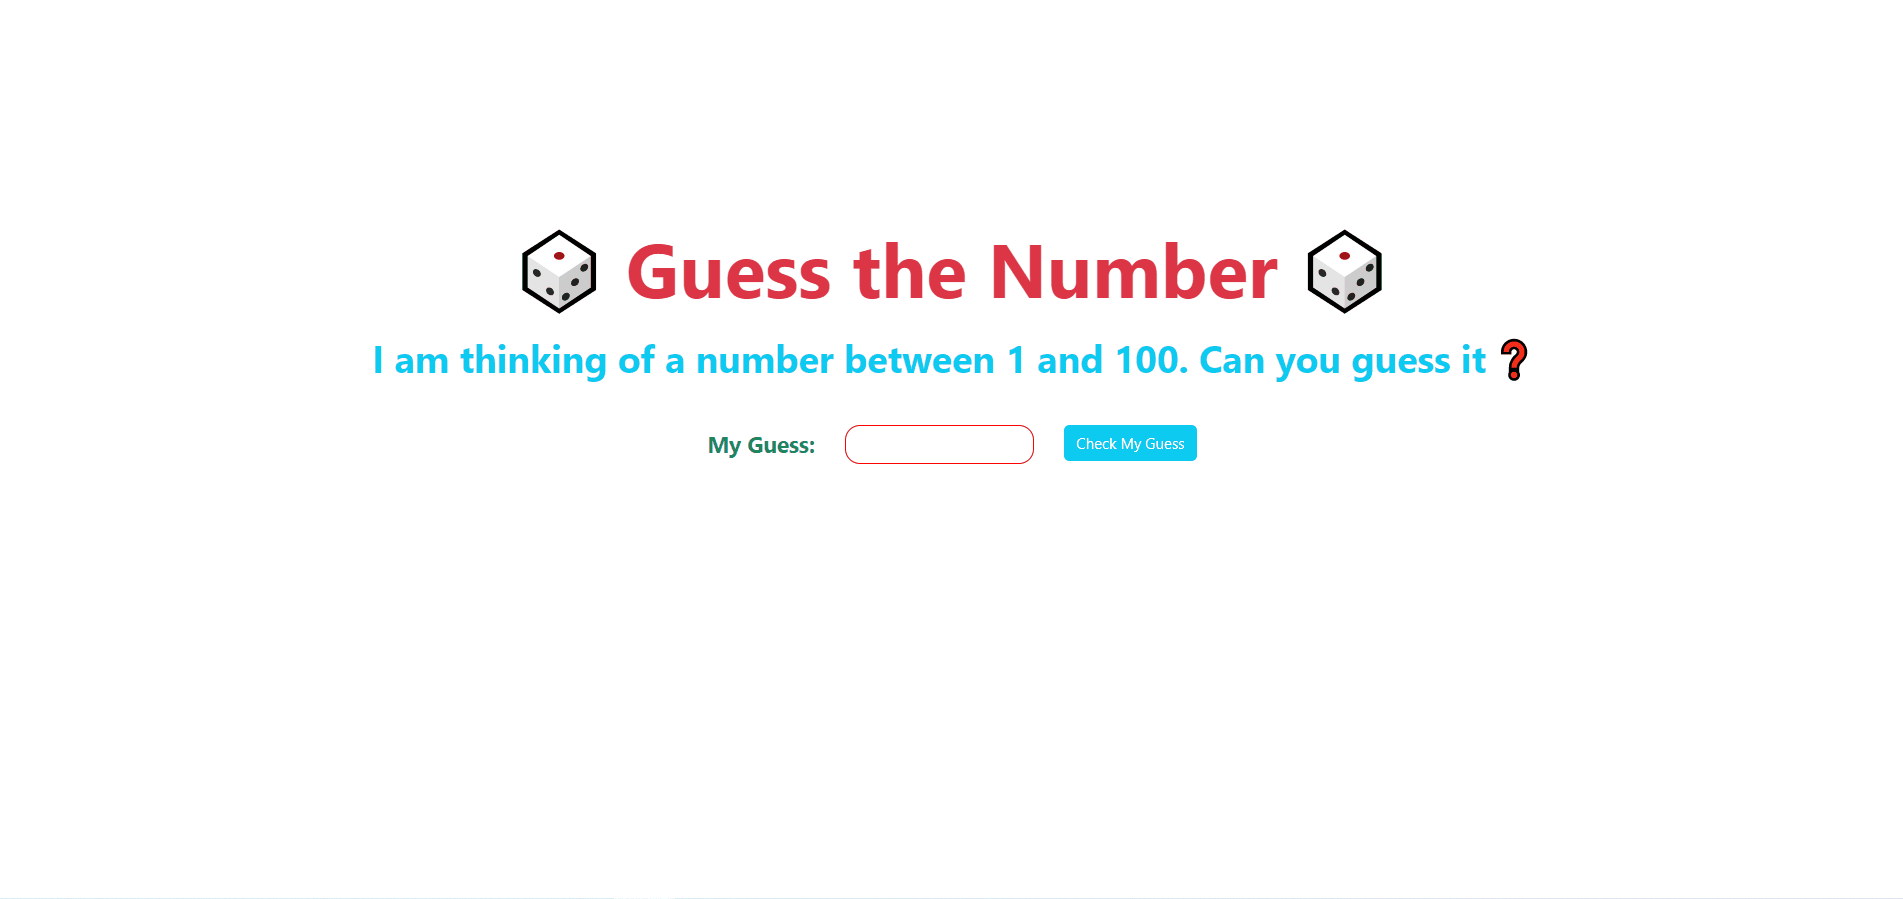 Guess the Number
I am thinking of a number between 1 and 100. Can you guess it ❓
My Guess: Check My Guess